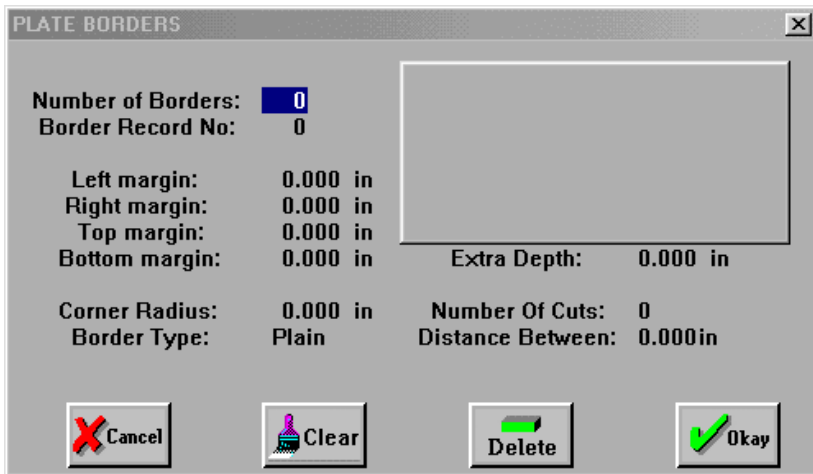 PLATE BORDERS
Number of Borders: 0
Border Record No: 0
Left margin: 0.000 in
Right margin: 0.000 in
Top margin: 0.000 in
Bottom margin: 0.000 in
Extra Depth: 0.000 in
Corner Radius: 0.000 in
Number Of Cuts: 0
Border Type: Plain
Distance Between: 0.000in
Cancel
Clear
Delete
Okay